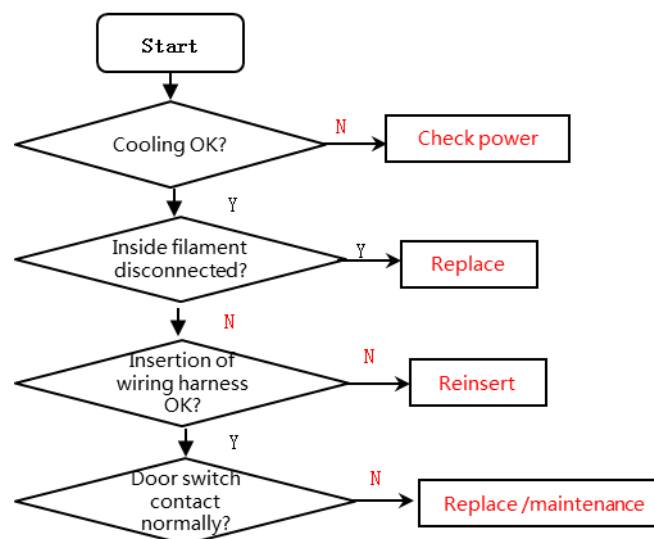 Start
Cooling OK?
N
Check power
Y
Inside filament
disconnected?
Y
Replace
N
Insertion of
wiring harness
OK?
N
Reinsert
Y
Door switch
contact
normally?
N
Replace /maintenance